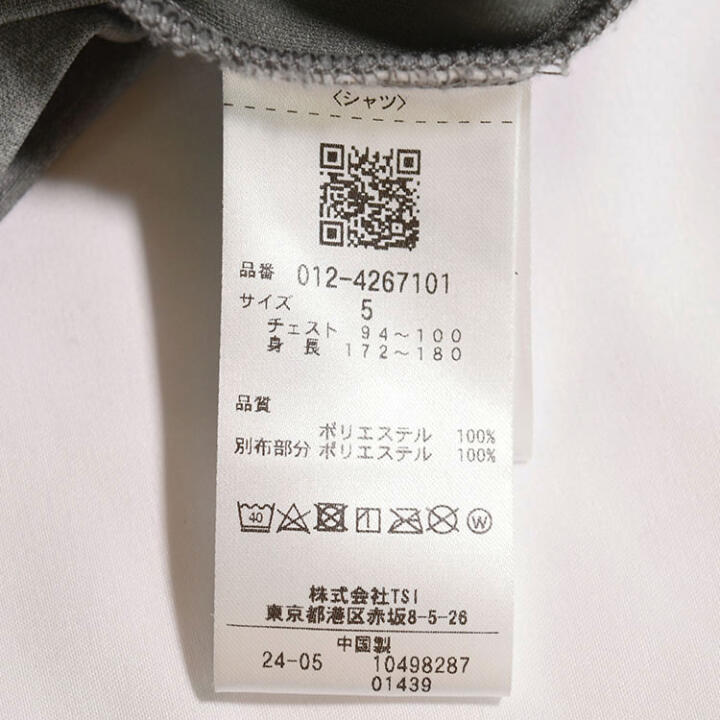 〈シャツ〉
品番 012-4267101
サイズ 5
チェスト 94～100
身長 172～180
品質
ポリエステル 100%
別布部分 ポリエステル 100%
40 W
株式会社TSI
東京都港区赤坂8-5-26
中国製
24-05 10498287
01439